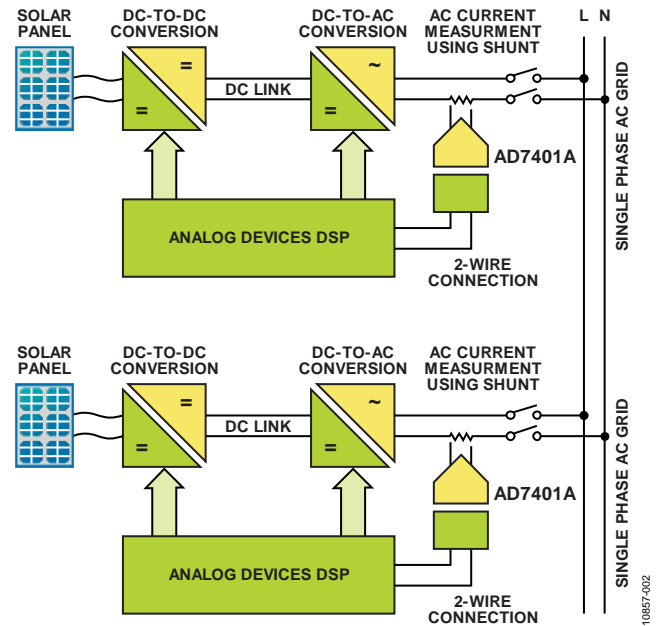 SOLAR
PANEL
DC-TO-DC
CONVERSION
DC-TO-AC
CONVERSION
AC CURRENT
MEASURMENT
USING SHUNT
L N
=
=
DC LINK
~
=
AD7401A
ANALOG DEVICES DSP
2-WIRE
CONNECTION
SINGLE PHASE AC GRID
SOLAR
PANEL
DC-TO-DC
CONVERSION
DC-TO-AC
CONVERSION
AC CURRENT
MEASURMENT
USING SHUNT
=
=
DC LINK
~
=
AD7401A
ANALOG DEVICES DSP
2-WIRE
CONNECTION
SINGLE PHASE AC GRID
10857-002